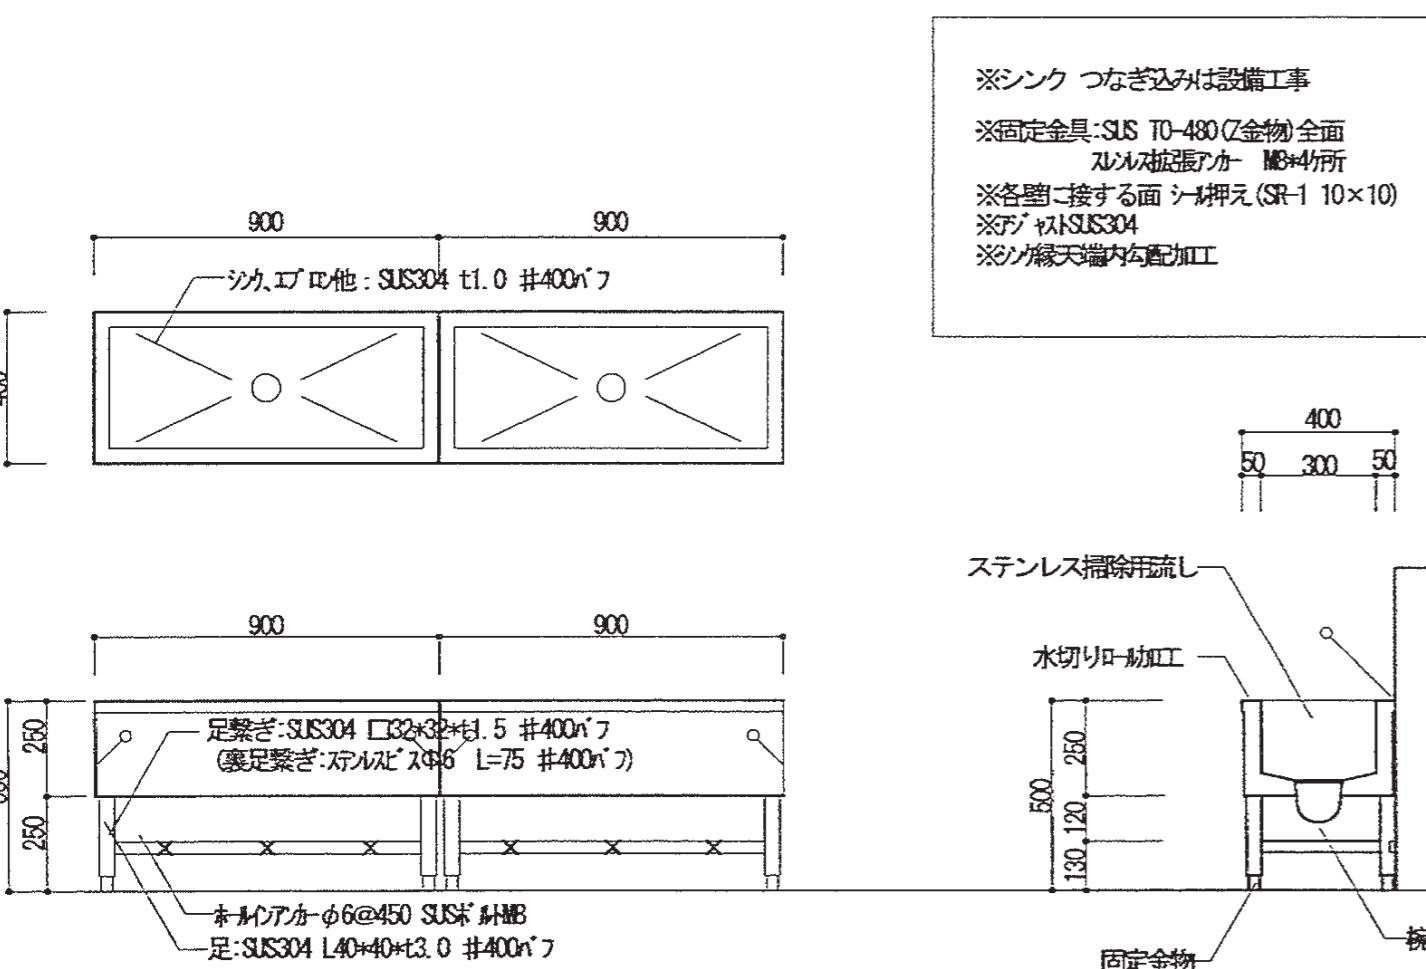 ※シンク つなぎ込みは設備工事
※固定金具:SUS TO-480(Z金物)全面
ステンレス拡張アンカー M8*4ケ所
※各壁に接する面 シール押え(SR-1 10×10)
※アジャストSUS304
※シンク縁天端内勾配加工
900
900
シンク、エプロン他:SUS304 t1.0 #400バフ
400
50
300
50
ステンレス掃除用流し
水切りロール加工
900
900
250
250
足繋ぎ:SUS304 □32*32*t1.5 #400バフ
(裏足繋ぎ:ステンレスビスΦ6 L=75 #400バフ)
500
250
120
130
ホールインアンカーφ6@450 SUSボルトM8
足:SUS304 L40*40*t3.0 #400バフ
固定金物